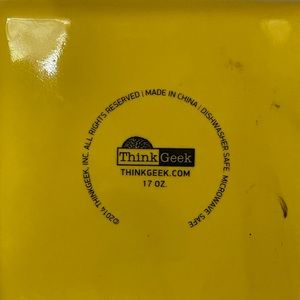 ©2014 THINKGEEK, INC. ALL RIGHTS RESERVED | MADE IN CHINA | DISHWASHER SAFE. MICROWAVE SAFE
ThinkGeek
THINKGEEK.COM
17 OZ.